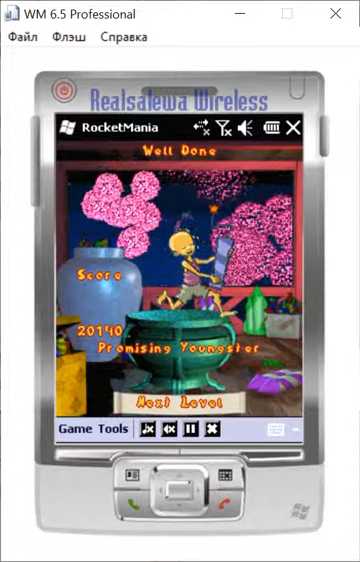 WM 6.5 Professional
Файл Флэш Справка
Realsalewa Wireless
RocketMania
Well Done
Score
20140
Promising Youngster
Next Level
Game Tools